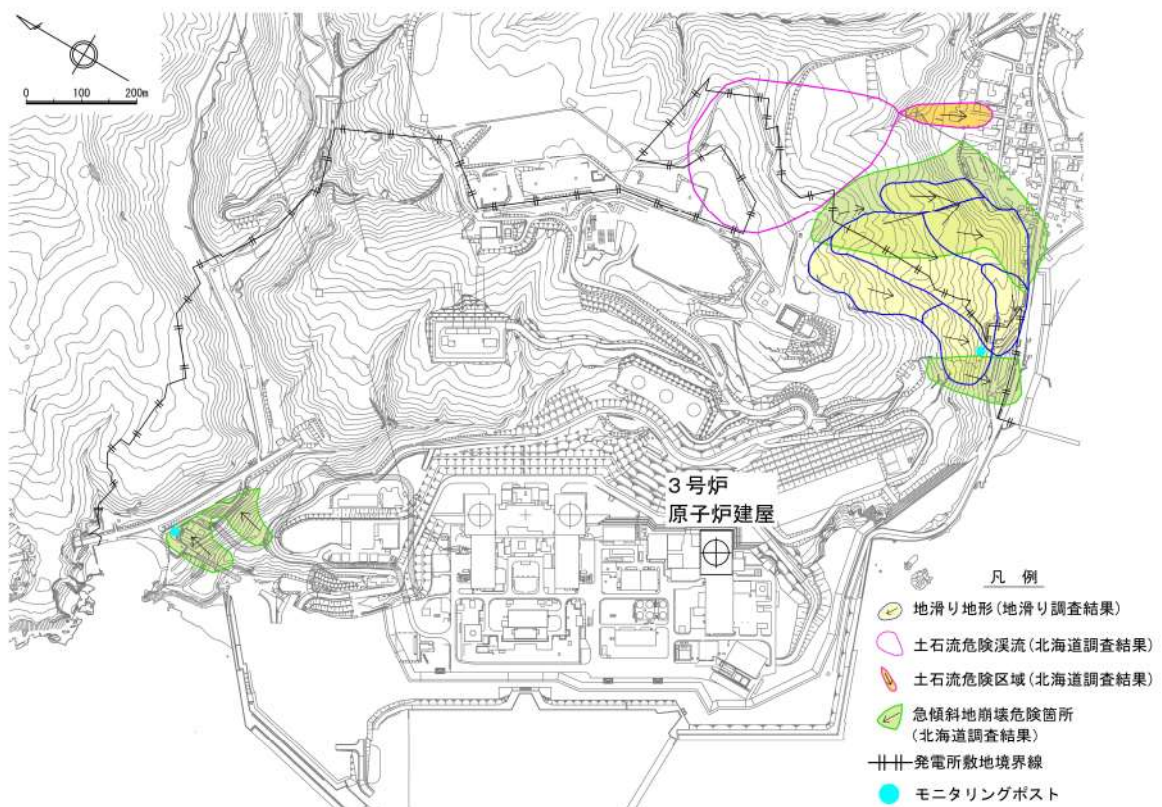 0 100 200m
3号炉
原子炉建屋
凡 例
地滑り地形(地滑り調査結果)
土石流危険渓流(北海道調査結果)
土石流危険区域(北海道調査結果)
急傾斜地崩壊危険箇所
(北海道調査結果)
発電所敷地境界線
モニタリングポスト